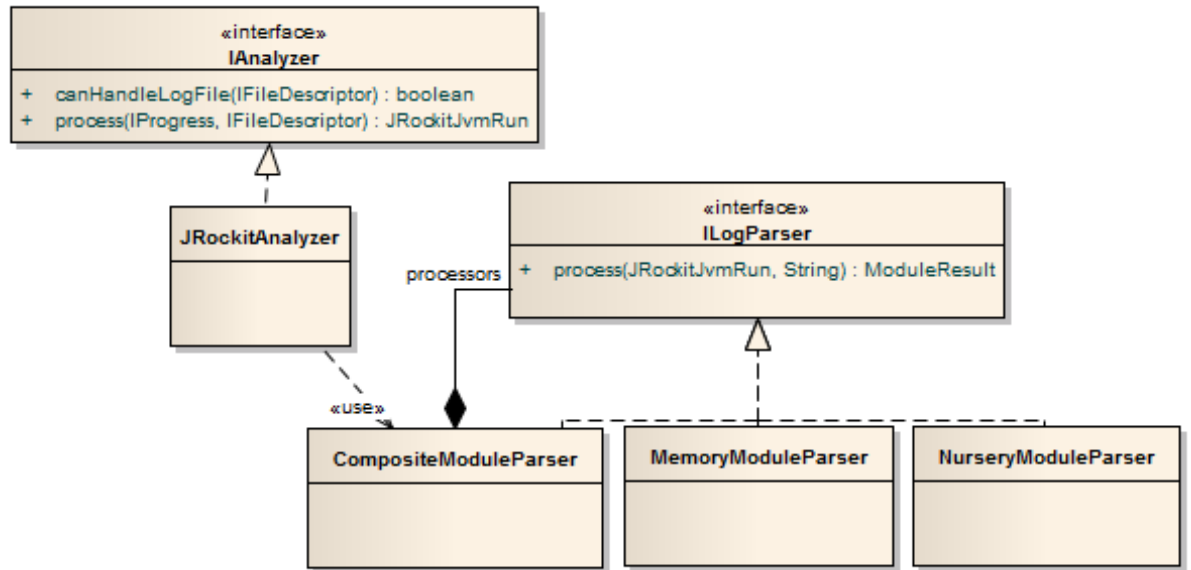 «interface»
IAnalyzer
+ canHandleLogFile(IFileDescriptor) : boolean
+ process(IProgress, IFileDescriptor) : JRockitJvmRun
JRockitAnalyzer
«interface»
ILogParser
processors
+ process(JRockitJvmRun, String) : ModuleResult
«use»
CompositeModuleParser
MemoryModuleParser
NurseryModuleParser